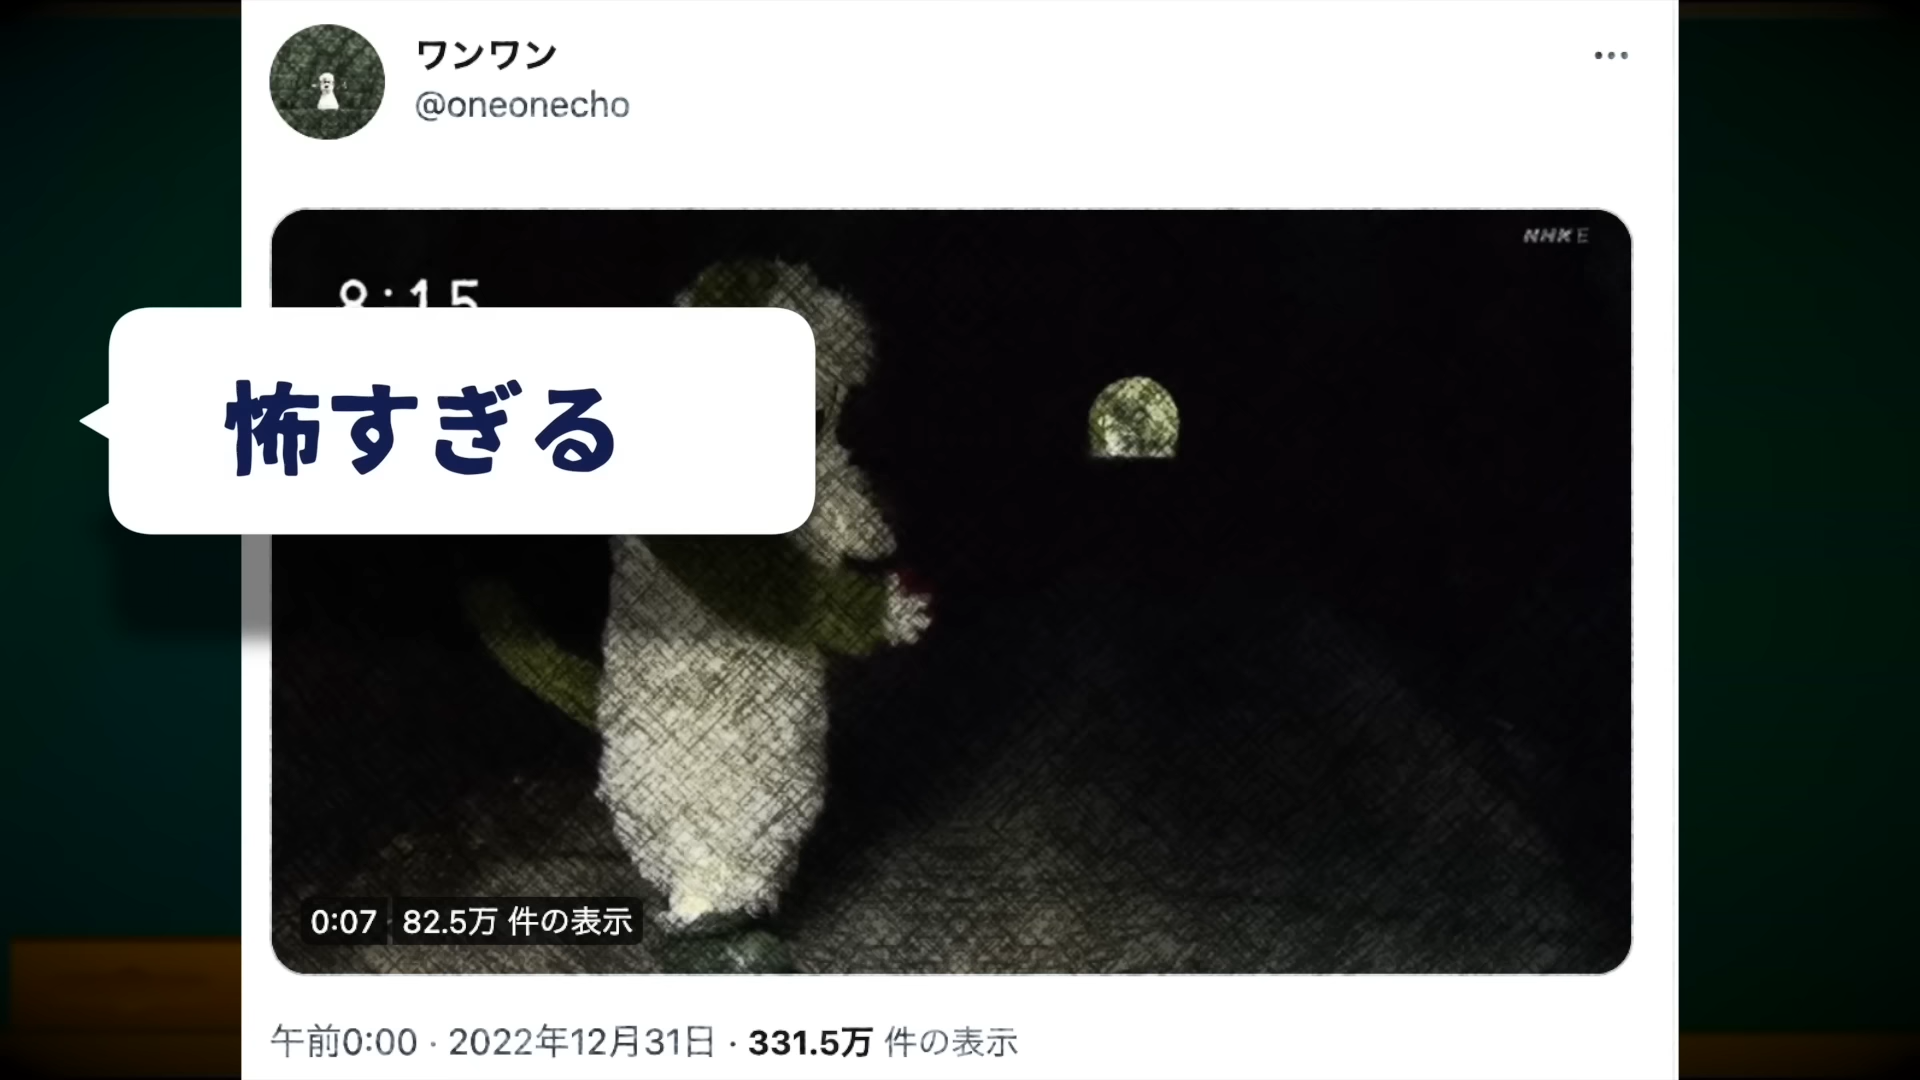 ワンワン
@oneonecho
NHK E
8:15
怖すぎる
0:07 82.5万 件の表示
午前0:00 · 2022年12月31日 · 331.5万 件の表示